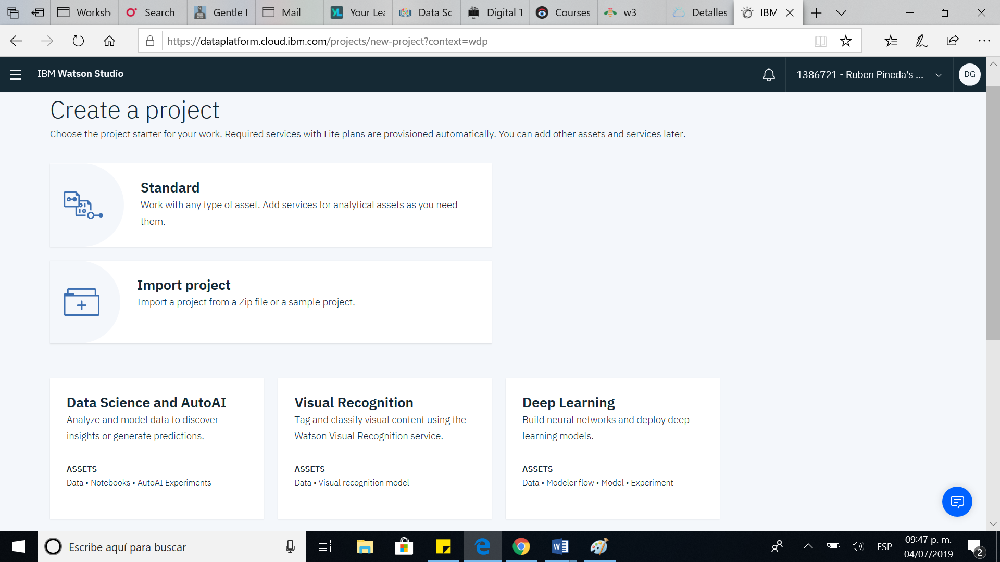 Worksh
Search
Gentle I
Mail
Your Lea
Data Sc
Digital T
Courses
w3
Detalles
IBM
https://dataplatform.cloud.ibm.com/projects/new-project?context=wdp
IBM Watson Studio
1386721 - Ruben Pineda's ...
DG
Create a project
Choose the project starter for your work. Required services with Lite plans are provisioned automatically. You can add other assets and services later.
Standard
Work with any type of asset. Add services for analytical assets as you need
them.
Import project
Import a project from a Zip file or a sample project.
Data Science and AutoAI
Analyze and model data to discover
insights or generate predictions.
ASSETS
Data • Notebooks • AutoAI Experiments
Visual Recognition
Tag and classify visual content using the
Watson Visual Recognition service.
ASSETS
Data • Visual recognition model
Deep Learning
Build neural networks and deploy deep
learning models.
ASSETS
Data • Modeler flow • Model • Experiment
Escribe aquí para buscar
ESP
09:47 p. m.
04/07/2019
2